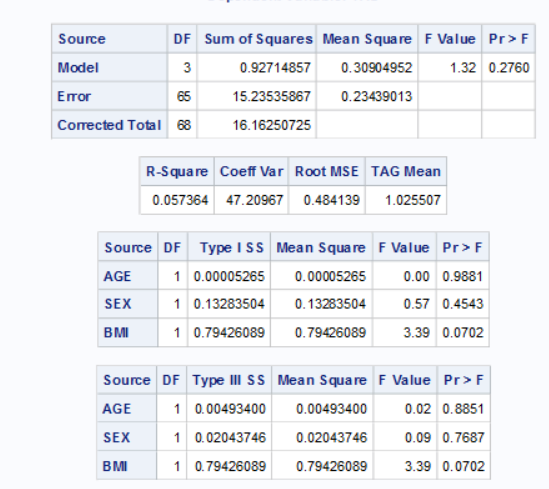 Source DF Sum of Squares Mean Square F Value Pr > F
Model 3 0.92714857 0.30904952 1.32 0.2760
Error 65 15.23535867 0.23439013
Corrected Total 68 16.16250725
R-Square Coeff Var Root MSE TAG Mean
0.057364 47.20967 0.484139 1.025507
Source DF Type I SS Mean Square F Value Pr > F
AGE 1 0.00005265 0.00005265 0.00 0.9881
SEX 1 0.13283504 0.13283504 0.57 0.4543
BMI 1 0.79426089 0.79426089 3.39 0.0702
Source DF Type III SS Mean Square F Value Pr > F
AGE 1 0.00493400 0.00493400 0.02 0.8851
SEX 1 0.02043746 0.02043746 0.09 0.7687
BMI 1 0.79426089 0.79426089 3.39 0.0702